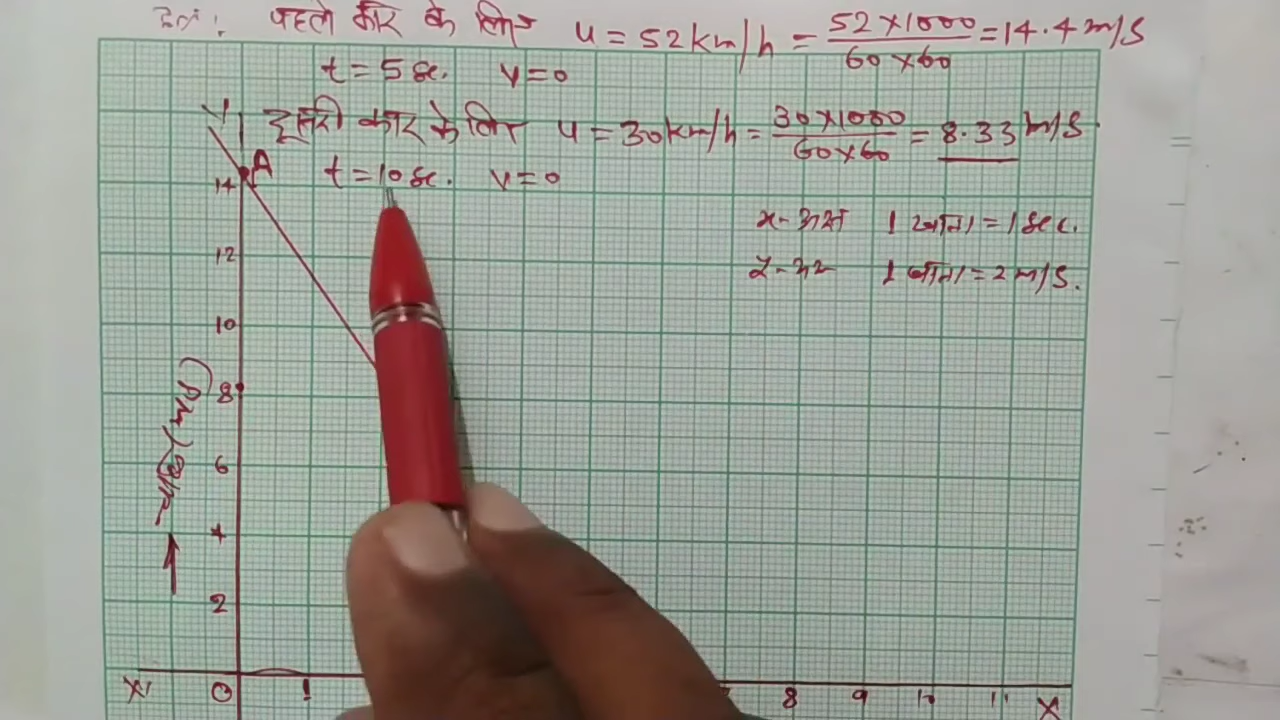 हल: पहली कार के लिए u = 52 km/h = 52×1000/60×60 = 14.4 m/s
t = 5 sec. v=0
दूसरी कार के लिए u = 30 km/h = 30×1000/60×60 = 8.33 m/s
t = 10 sec. v=0
A
x-अक्ष 1 खाना = 1 sec.
1 खाना = 2 m/s.
14
12
10
8
6
4
2
X' 0 1 8 9 10 11 X